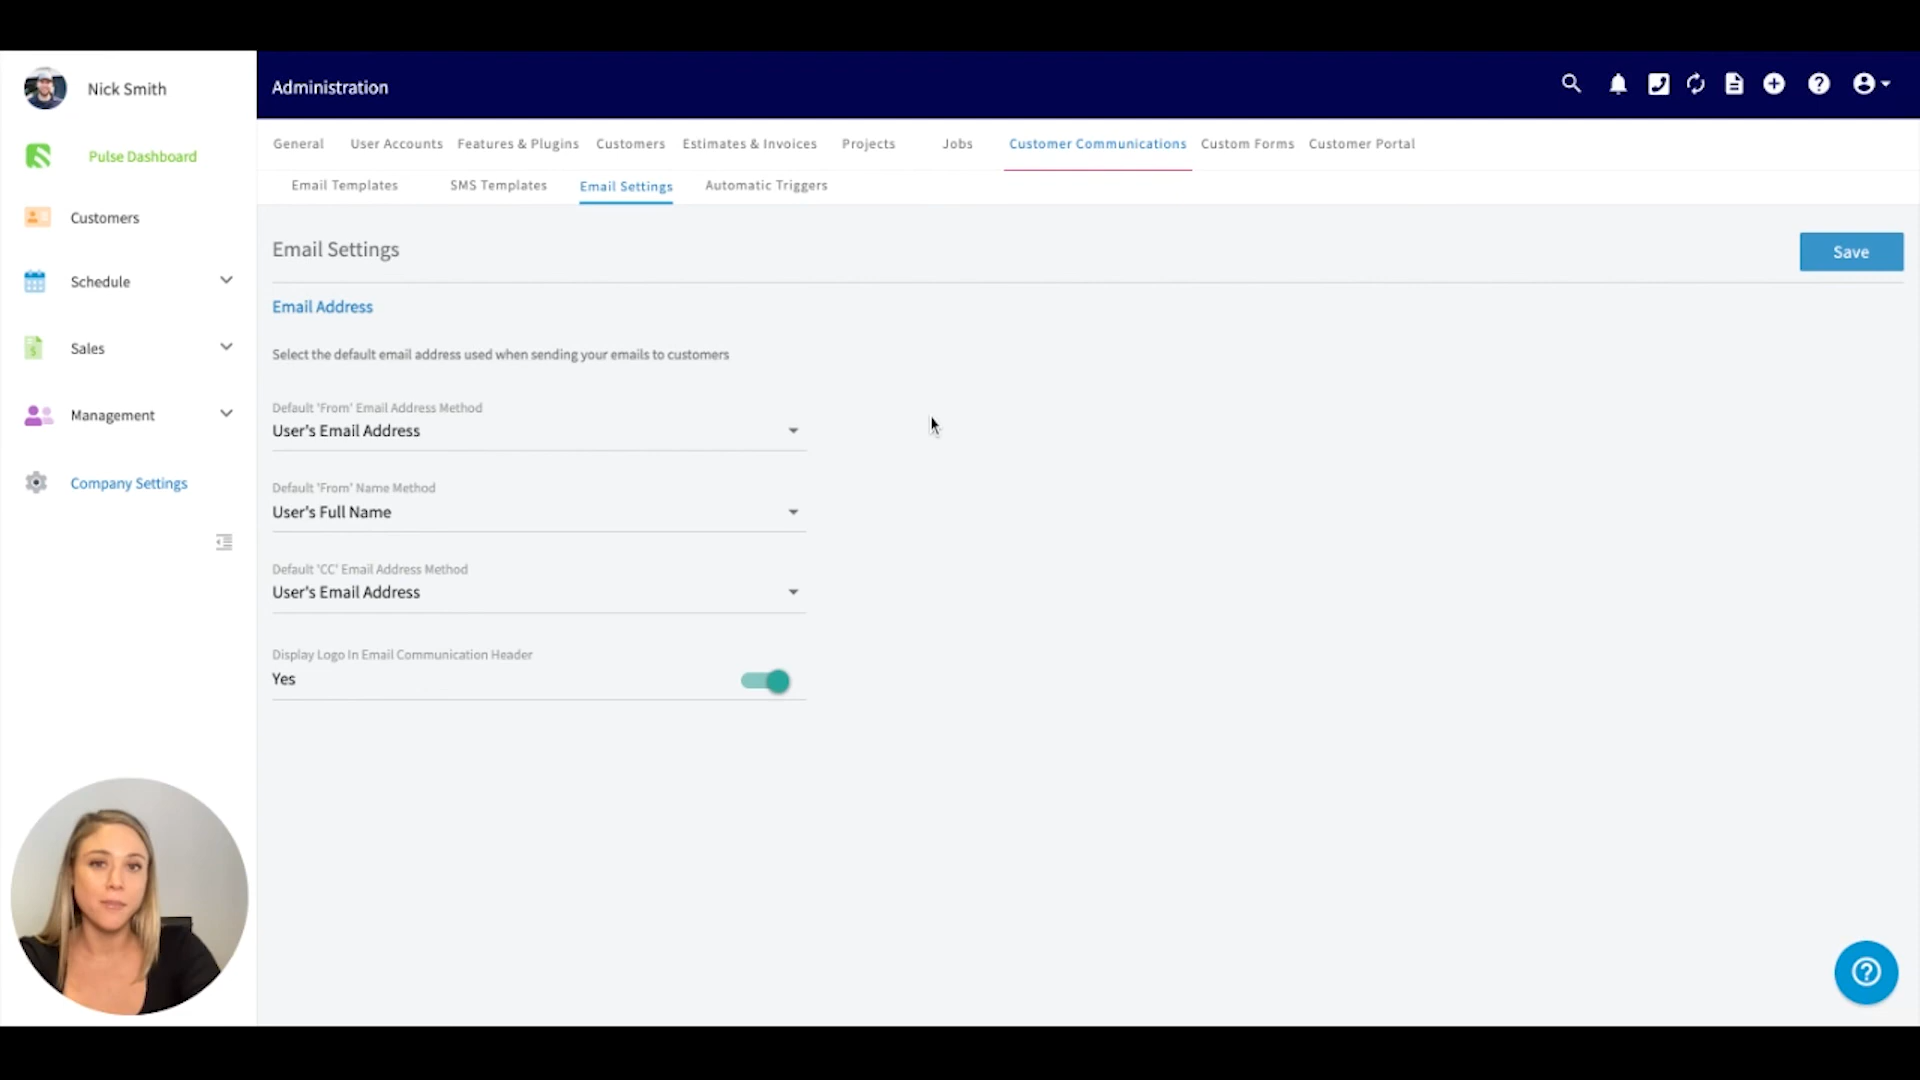 Nick Smith
Administration
Pulse Dashboard
Customers
Schedule
Sales
Management
Company Settings
General User Accounts Features & Plugins Customers Estimates & Invoices Projects Jobs Customer Communications Custom Forms Customer Portal
Email Templates SMS Templates Email Settings Automatic Triggers
Email Settings
Save
Email Address
Select the default email address used when sending your emails to customers
Default 'From' Email Address Method
User's Email Address
Default 'From' Name Method
User's Full Name
Default 'CC' Email Address Method
User's Email Address
Display Logo In Email Communication Header
Yes